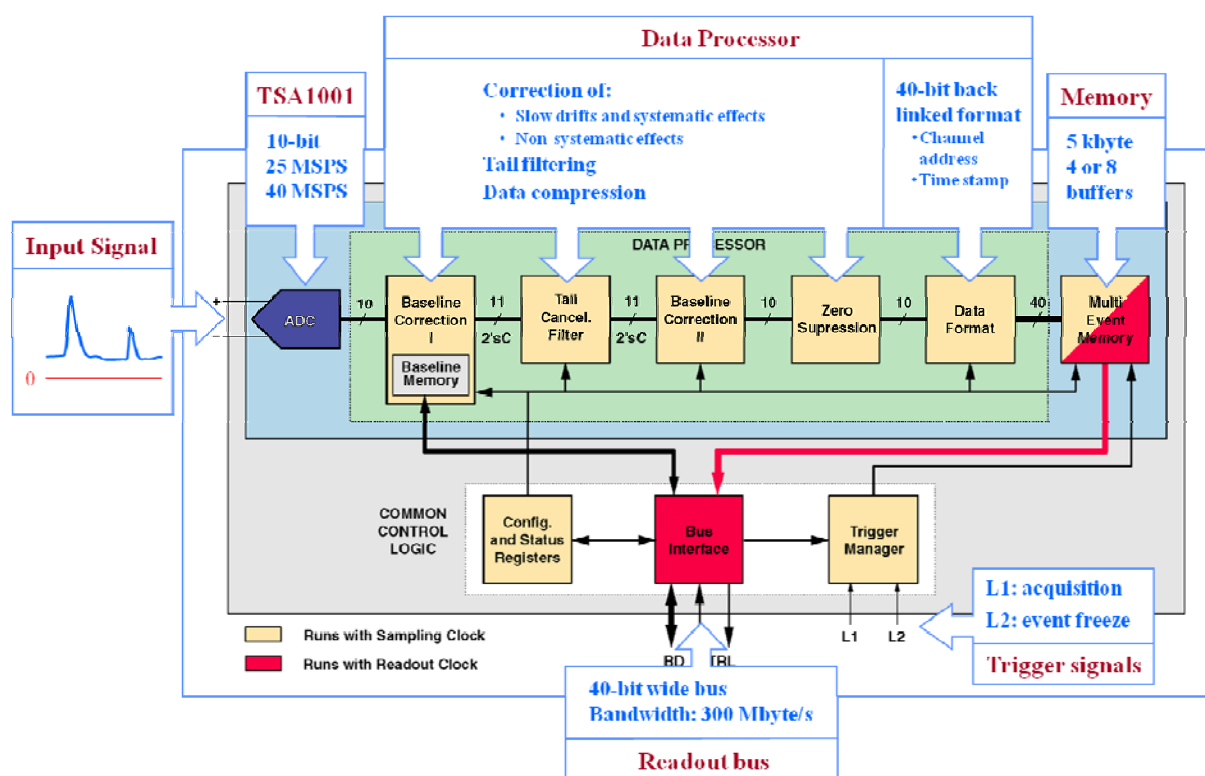 Data Processor
TSA1001
10-bit
25 MSPS
40 MSPS
Correction of:
• Slow drifts and systematic effects
• Non systematic effects
Tail filtering
Data compression
40-bit back
linked format
• Channel
address
• Time stamp
Memory
5 kbyte
4 or 8
buffers
Input Signal
0
+
-
DATA
ADC
10
Baseline
Correction
I
Baseline
Memory
11
2'sC
Tail
Cancel.
Filter
11
2'sC
Baseline
Correction
II
10
Zero
Supression
10
Data
Format
40
Multi
Event
Memory
COMMON
CONTROL
LOGIC
Config.
and Status
Registers
Bus
Interface
Trigger
Manager
L1
L2
L1: acquisition
L2: event freeze
Trigger signals
Runs with Sampling Clock
Runs with Readout Clock
40-bit wide bus
Bandwidth: 300 Mbyte/s
Readout bus